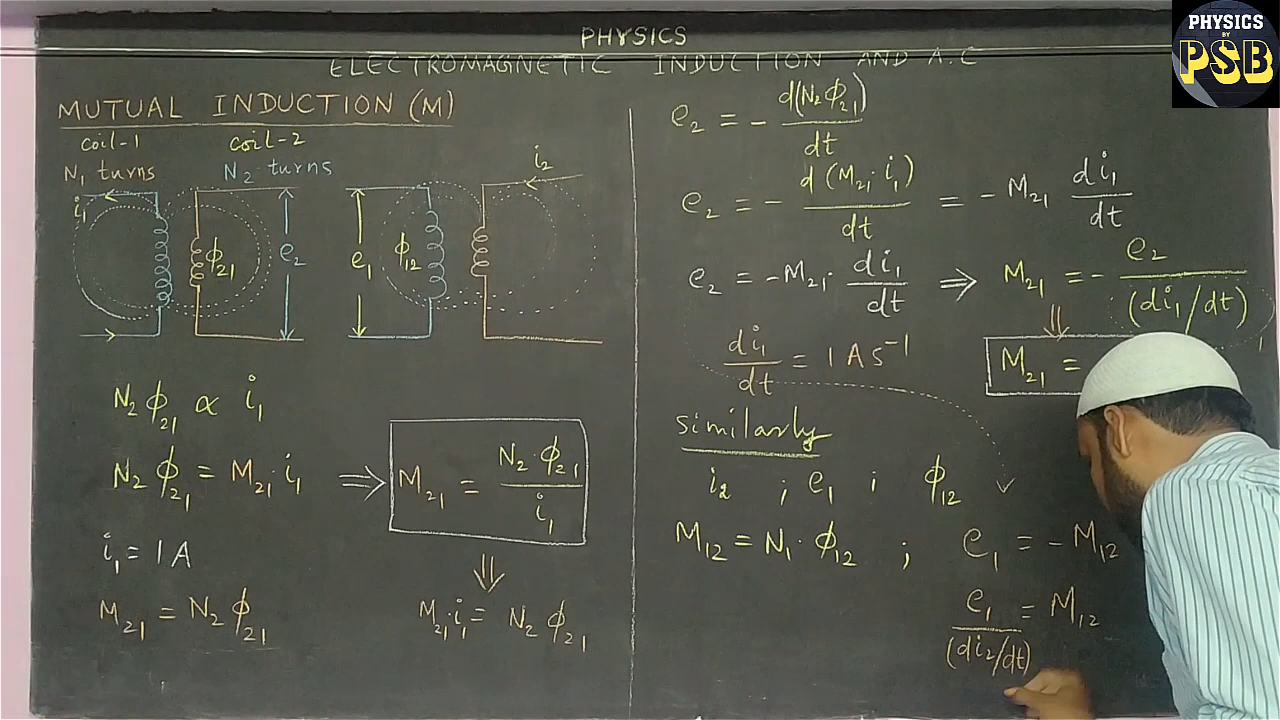 PHYSICS
BY
PSB
PHYSICS
ELECTROMAGNETIC INDUCTION AND A.C
MUTUAL INDUCTION (M)
coil-1 coil-2
N₁ turns N₂ turns
i₁ ϕ₂₁ e₂ e₁ ϕ₁₂ i₂
N₂ ϕ₂₁ ∝ i₁
N₂ ϕ₂₁ = M₂₁ · i₁ ⇒ M₂₁ = N₂ · ϕ₂₁ / i₁
i₁ = 1A
⇓
M₂₁ = N₂ ϕ₂₁
M₂₁ · i₁ = N₂ ϕ₂₁
e₂ = - d(N₂ ϕ₂₁) / dt
e₂ = - d (M₂₁ · i₁) / dt = - M₂₁ di₁ / dt
e₂ = - M₂₁ · di₁ / dt ⇒ M₂₁ = - e₂ / (di₁/dt)
⇓
di₁ / dt = 1 A s⁻¹
M₂₁ =
similarly
i₂ ; e₁ ; ϕ₁₂
M₁₂ = N₁ · ϕ₁₂ ; e₁ = - M₁₂
e₁ / (di₂/dt) = M₁₂